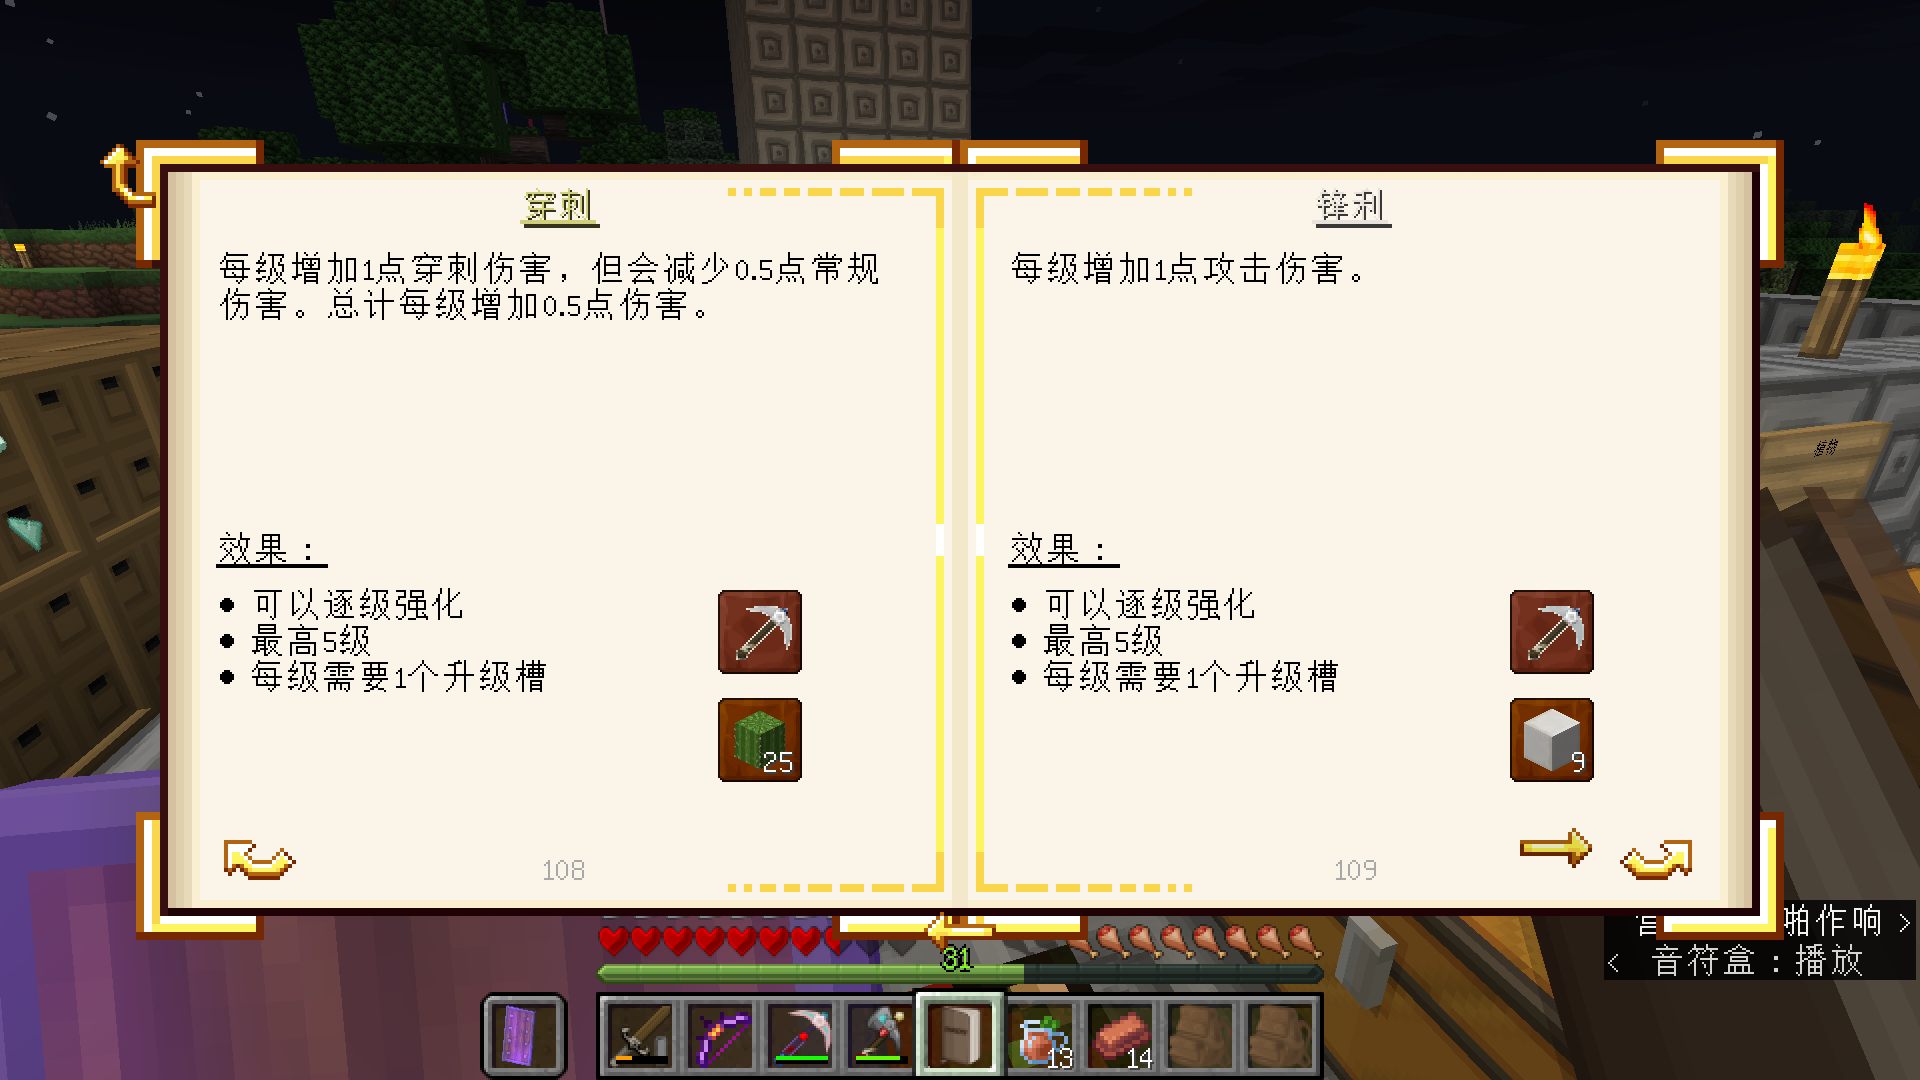 穿刺
每级增加1点穿刺伤害，但会减少0.5点常规
伤害。总计每级增加0.5点伤害。
效果：
可以逐级强化
最高5级
每级需要1个升级槽
25
108
锋利
每级增加1点攻击伤害。
效果：
可以逐级强化
最高5级
每级需要1个升级槽
9
109
啪作响 >
< 音符盒：播放
31
13
14